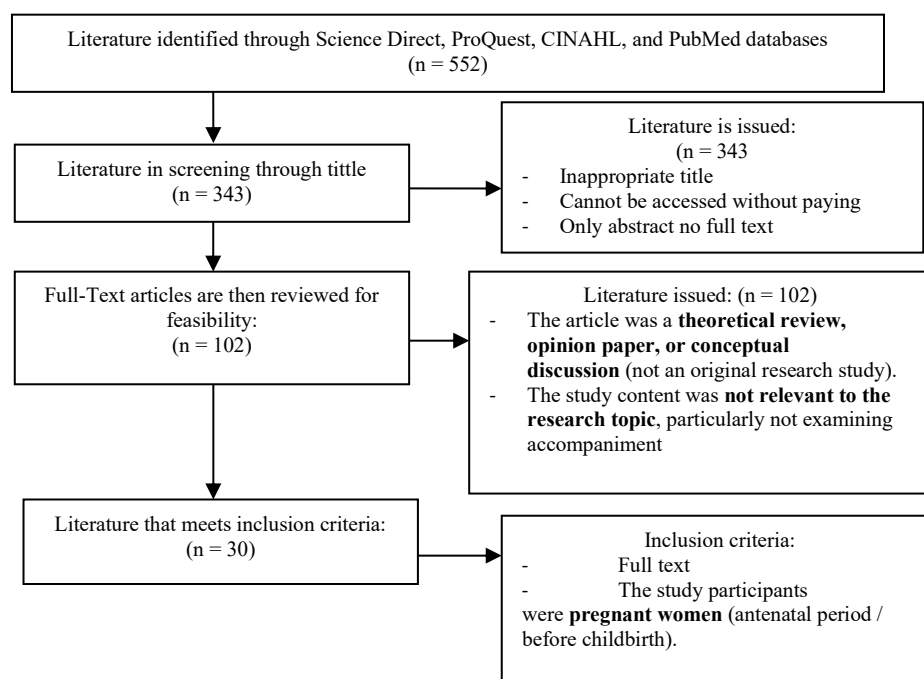 Literature identified through Science Direct, ProQuest, CINAHL, and PubMed databases
(n = 552)
Literature in screening through tittle
(n = 343)
Literature is issued:
(n = 343
- Inappropriate title
- Cannot be accessed without paying
- Only abstract no full text
Full-Text articles are then reviewed for
feasibility:
(n = 102)
Literature issued: (n = 102)
- The article was a theoretical review,
opinion paper, or conceptual
discussion (not an original research study).
- The study content was not relevant to the
research topic, particularly not examining
accompaniment
Literature that meets inclusion criteria:
(n = 30)
Inclusion criteria:
- Full text
- The study participants
were pregnant women (antenatal period /
before childbirth).